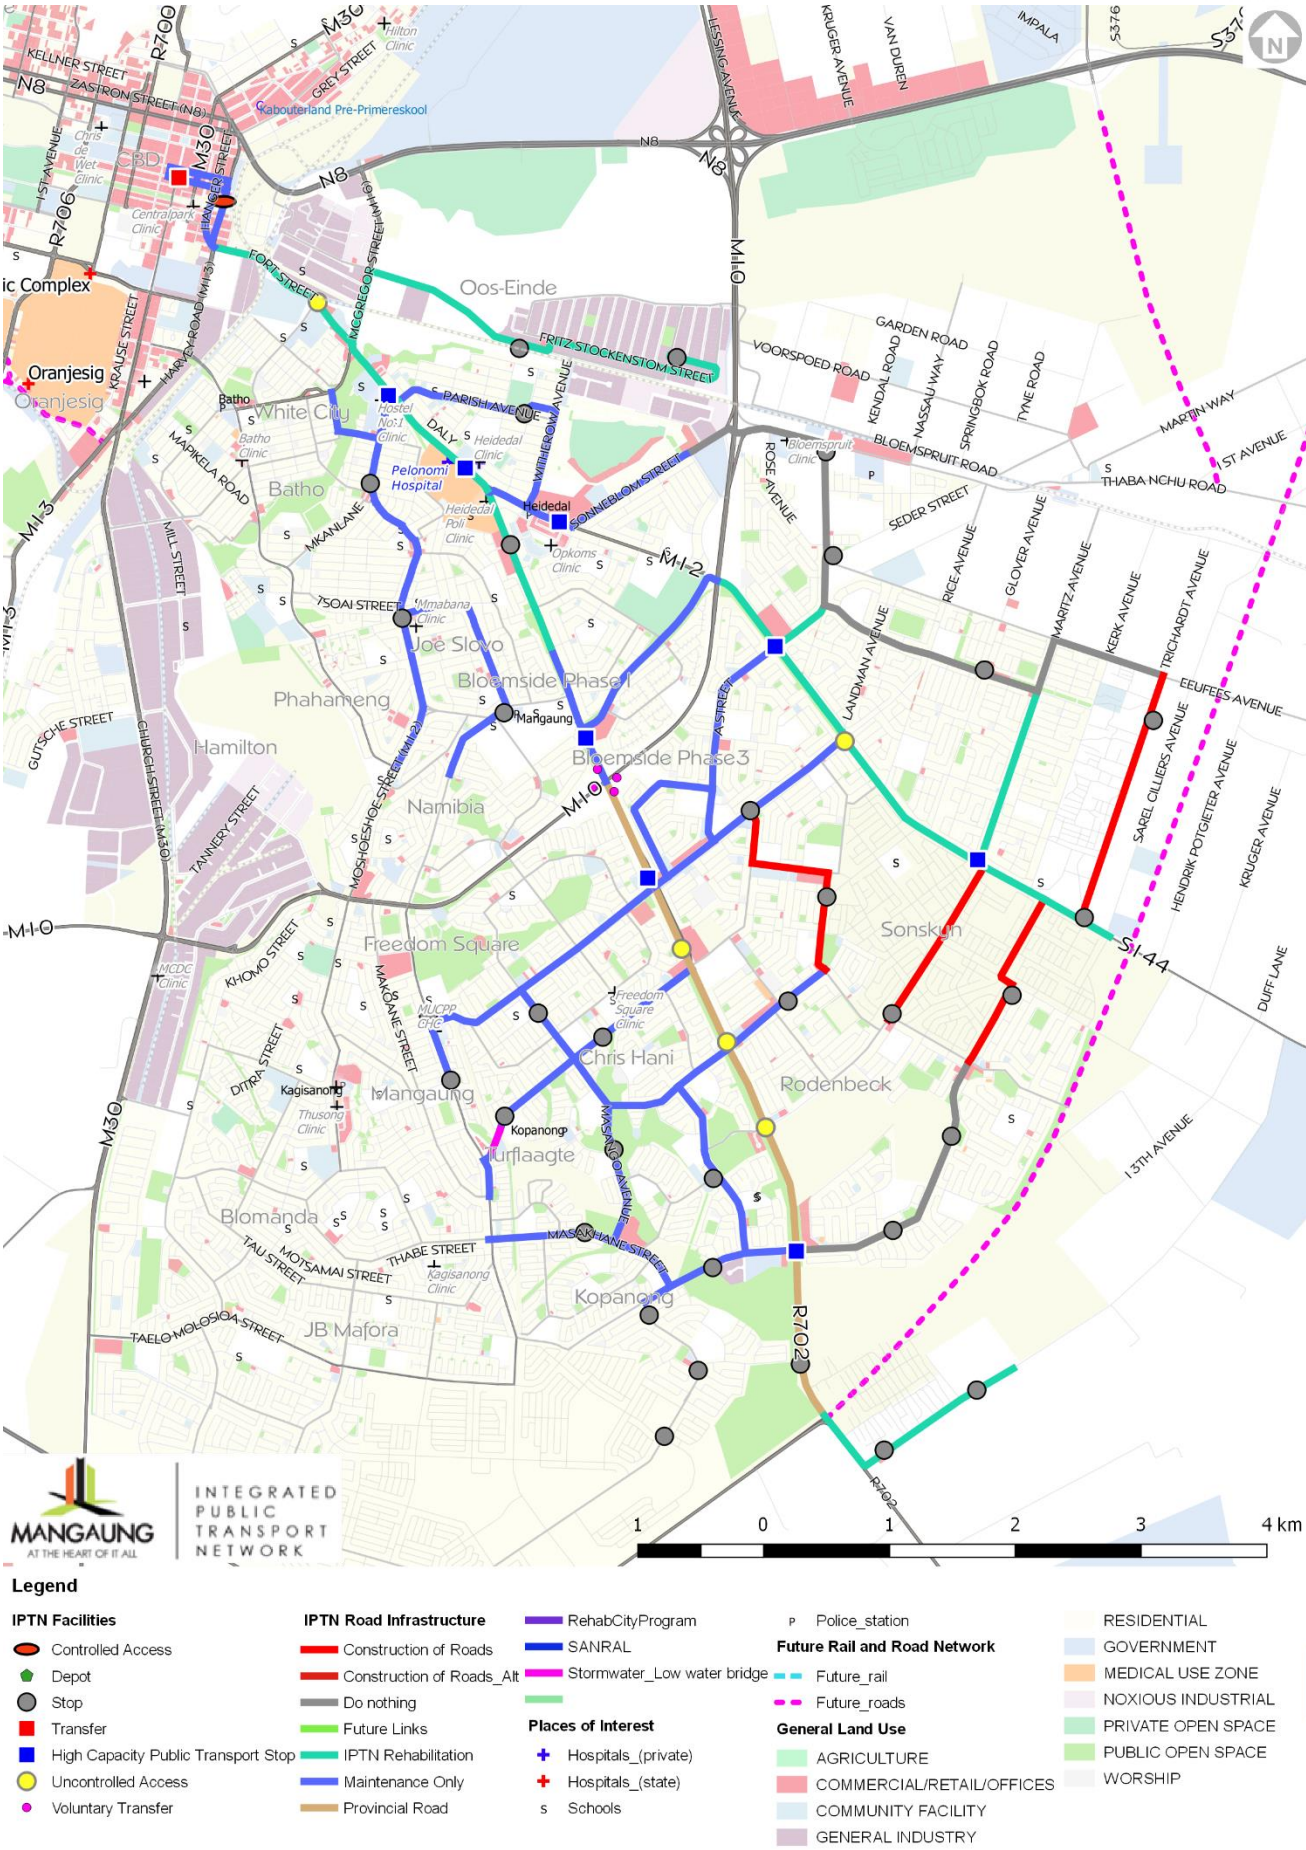 M30
R700
Hilton
Clinic
IMPALA
S376
S376
N
KELLNER STREET
GREY STREET
LESSING AVENUE
KRUGER AVENUE
VAN DUREN
N8
ZASTRON STREET (N8)
Kabouterland Pre-Primereskool
1 ST AVENUE
Chris
de
Wet
Clinic
CBD
M30
HANGER STREET
N8
N8
N8
R706
Centralpark
Clinic
M10
FORT STREET
MCGREGOR STREET
Oos-Einde
ic Complex
KRAUSE STREET
HARVEY ROAD (M13)
FRITZ STOCKENSTOM STREET
GARDEN ROAD
VOORSPOED ROAD
KENDAL ROAD
NASSAU WAY
SPRINGBOK ROAD
TYNE ROAD
Oranjesig
Oranjesig
Batho
White City
Hostel
No:1
Clinic
PARISH AVENUE
WITHEROW AVENUE
MARTIN WAY
1 ST AVENUE
MAPIKELA ROAD
Batho
Clinic
DALY
Heidedal
Clinic
ROSE AVENUE
Bloemspruit
Clinic
BLOEMSPRUIT ROAD
THABA NCHU ROAD
Pelonomi
Hospital
Batho
SONNEBLOM STREET
SEDER STREET
M13
MKANLANE
Heidedal
Poli
Clinic
Heidedal
Opkoms
Clinic
M12
MILL STREET
RICE AVENUE
GLOVER AVENUE
MARITZ AVENUE
KERK AVENUE
TRICHARDT AVENUE
M13
TSOAI STREET
Mmabana
Clinic
Joe Slovo
LANDMAN AVENUE
Phahameng
Bloemside Phase 1
EEUFEES AVENUE
GUTSCHE STREET
CHURCH STREET (M30)
Hamilton
Mangaung
A STREET
Bloemside Phase3
SAREL CILLIERS AVENUE
HENDRIK POTGIETER AVENUE
KRUGER AVENUE
TANNERY STREET
MOSHOESHOE STREET (M12)
Namibia
M10
M10
Sonskyn
S144
KHOMO STREET
Freedom Square
DUFF LANE
MCDC
Clinic
MAKOANE STREET
MUCPP
CHC
Freedom
Square
Clinic
Chris Hani
DITIRA STREET
Kagisanong
Mangaung
Rodenbeck
Thusong
Clinic
M30
Kopanong
Turflaagte
MASANGO AVENUE
13TH AVENUE
Blomanda
TAU STREET
MOTSAMAI STREET
THABE STREET
MASAKHANE STREET
Kagisanong
Clinic
Kopanong
TAELO MOLOSIOA STREET
JB Mafora
R702
R702
MANGAUNG
AT THE HEART OF IT ALL
INTEGRATED
PUBLIC
TRANSPORT
NETWORK
1 0 1 2 3 4 km
Legend
IPTN Facilities
Controlled Access
Depot
Stop
Transfer
High Capacity Public Transport Stop
Uncontrolled Access
Voluntary Transfer
IPTN Road Infrastructure
Construction of Roads
Construction of Roads_Alt
Do nothing
Future Links
IPTN Rehabilitation
Maintenance Only
Provincial Road
RehabCityProgram
SANRAL
Stormwater_Low water bridge
Places of Interest
Hospitals_(private)
Hospitals_(state)
S Schools
P Police_station
Future Rail and Road Network
Future_rail
Future_roads
General Land Use
AGRICULTURE
COMMERCIAL/RETAIL/OFFICES
COMMUNITY FACILITY
GENERAL INDUSTRY
RESIDENTIAL
GOVERNMENT
MEDICAL USE ZONE
NOXIOUS INDUSTRIAL
PRIVATE OPEN SPACE
PUBLIC OPEN SPACE
WORSHIP